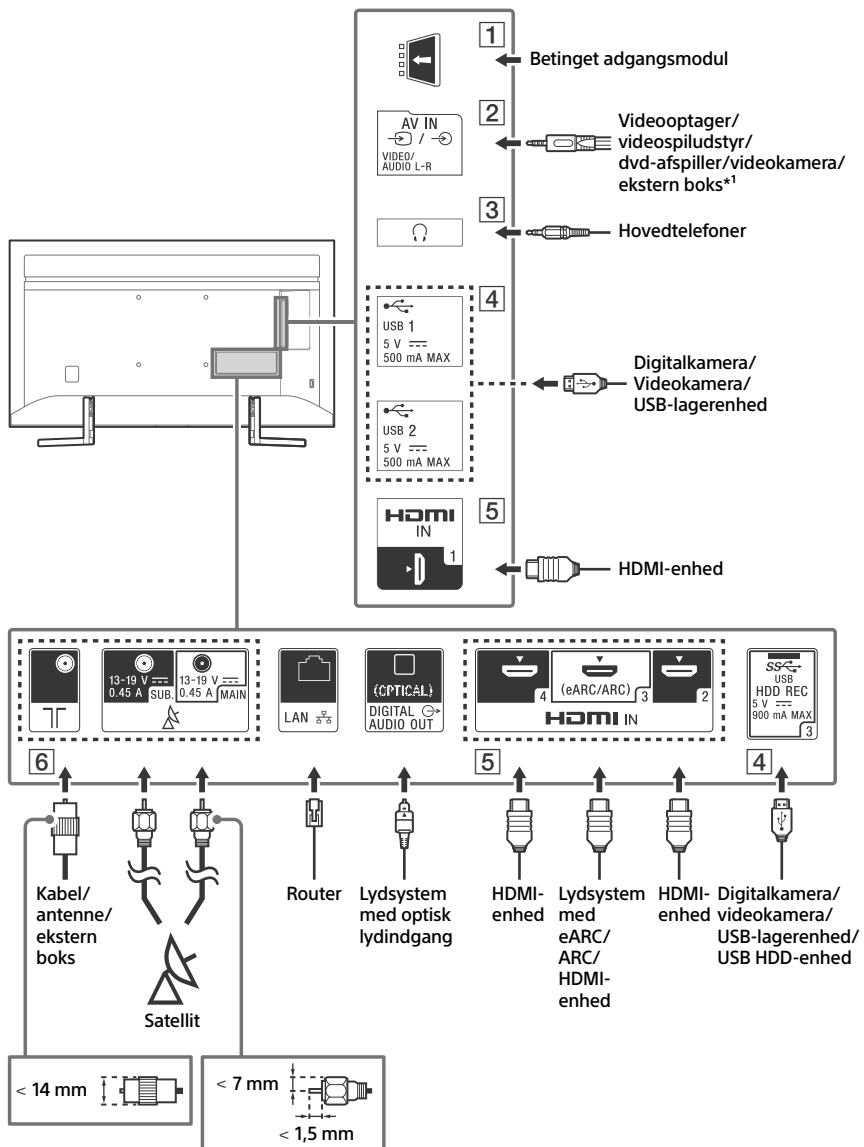 1
Betinget adgangsmodul
AV IN
/
VIDEO/
AUDIO L-R
2
Videooptager/
videospiludstyr/
dvd-afspiller/videokamera/
ekstern boks*1
3
Hovedtelefoner
4
USB 1
5 V
500 mA MAX
USB 2
5 V
500 mA MAX
Digitalkamera/
Videokamera/
USB-lagerenhed
HDMI
IN
1
5
HDMI-enhed
13-19 V
0.45 A
SUB.
13-19 V
0.45 A
MAIN
LAN
(OPTICAL)
DIGITAL
AUDIO OUT
4
(eARC/ARC)
3
2
HDMI IN
SS
USB
HDD REC
5 V
900 mA MAX
3
6
5
4
Kabel/
antenne/
ekstern
boks
Satellit
Router
Lydsystem
med optisk
lydindgang
HDMI-
enhed
Lydsystem
med
eARC/
ARC/
HDMI-
enhed
HDMI-
enhed
Digitalkamera/
videokamera/
USB-lagerenhed/
USB HDD-enhed
< 14 mm
< 7 mm
< 1,5 mm